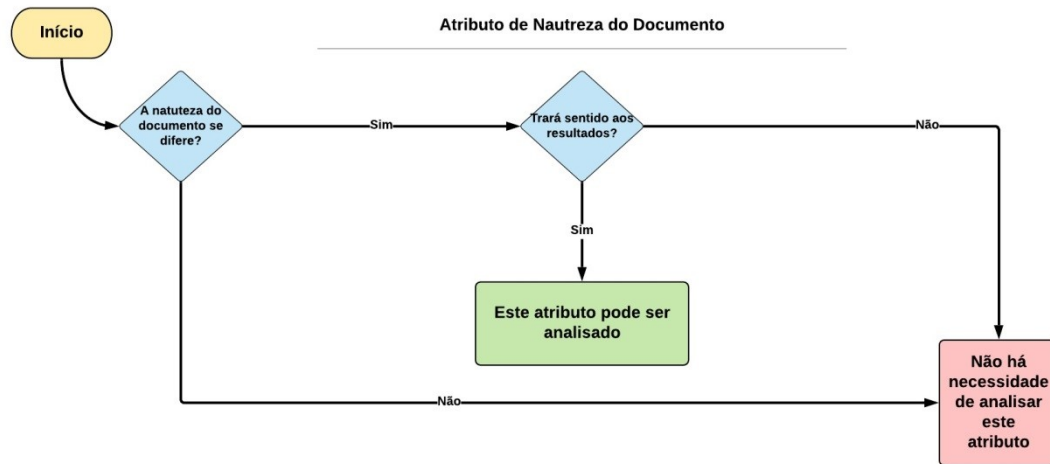 Início
Atributo de Nautreza do Documento
A natuteza do
documento se
difere?
Sim
Trará sentido aos
resultados?
Não
Sim
Este atributo pode ser
analisado
Não há
necessidade
de analisar
este
atributo
Não